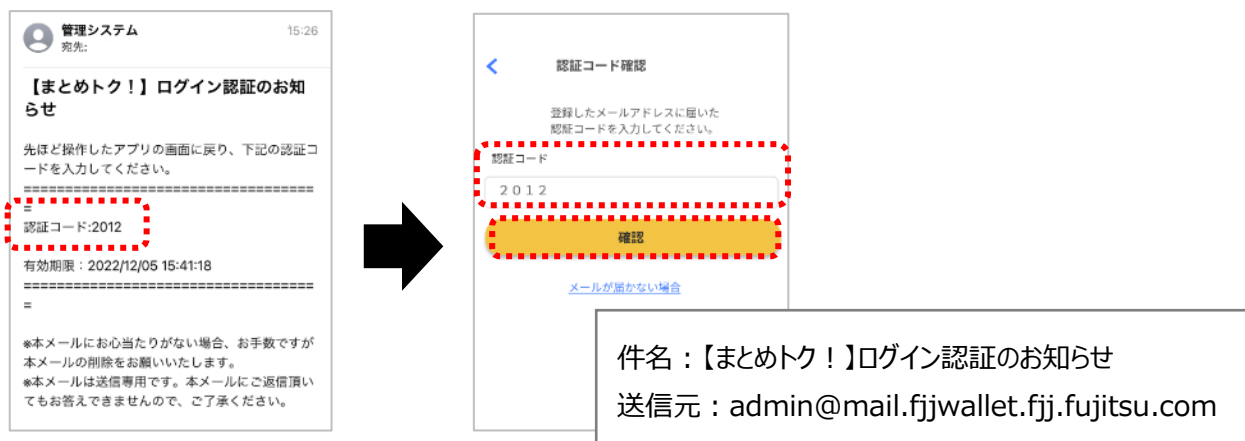 管理システム
15:26
宛先:
【まとめトク！】ログイン認証のお知
らせ
先ほど操作したアプリの画面に戻り、下記の認証コ
ードを入力してください。
===================================
=
認証コード:2012
有効期限：2022/12/05 15:41:18
===================================
=
※本メールにお心当たりがない場合、お手数ですが
本メールの削除をお願いいたします。
※本メールは送信専用です。本メールにご返信頂い
てもお答えできませんので、ご了承ください。
認証コード確認
登録したメールアドレスに届いた
認証コードを入力してください。
認証コード
2012
確認
メールが届かない場合
件名：【まとめトク！】ログイン認証のお知らせ
送信元：admin@mail.fjjwallet.fjj.fujitsu.com